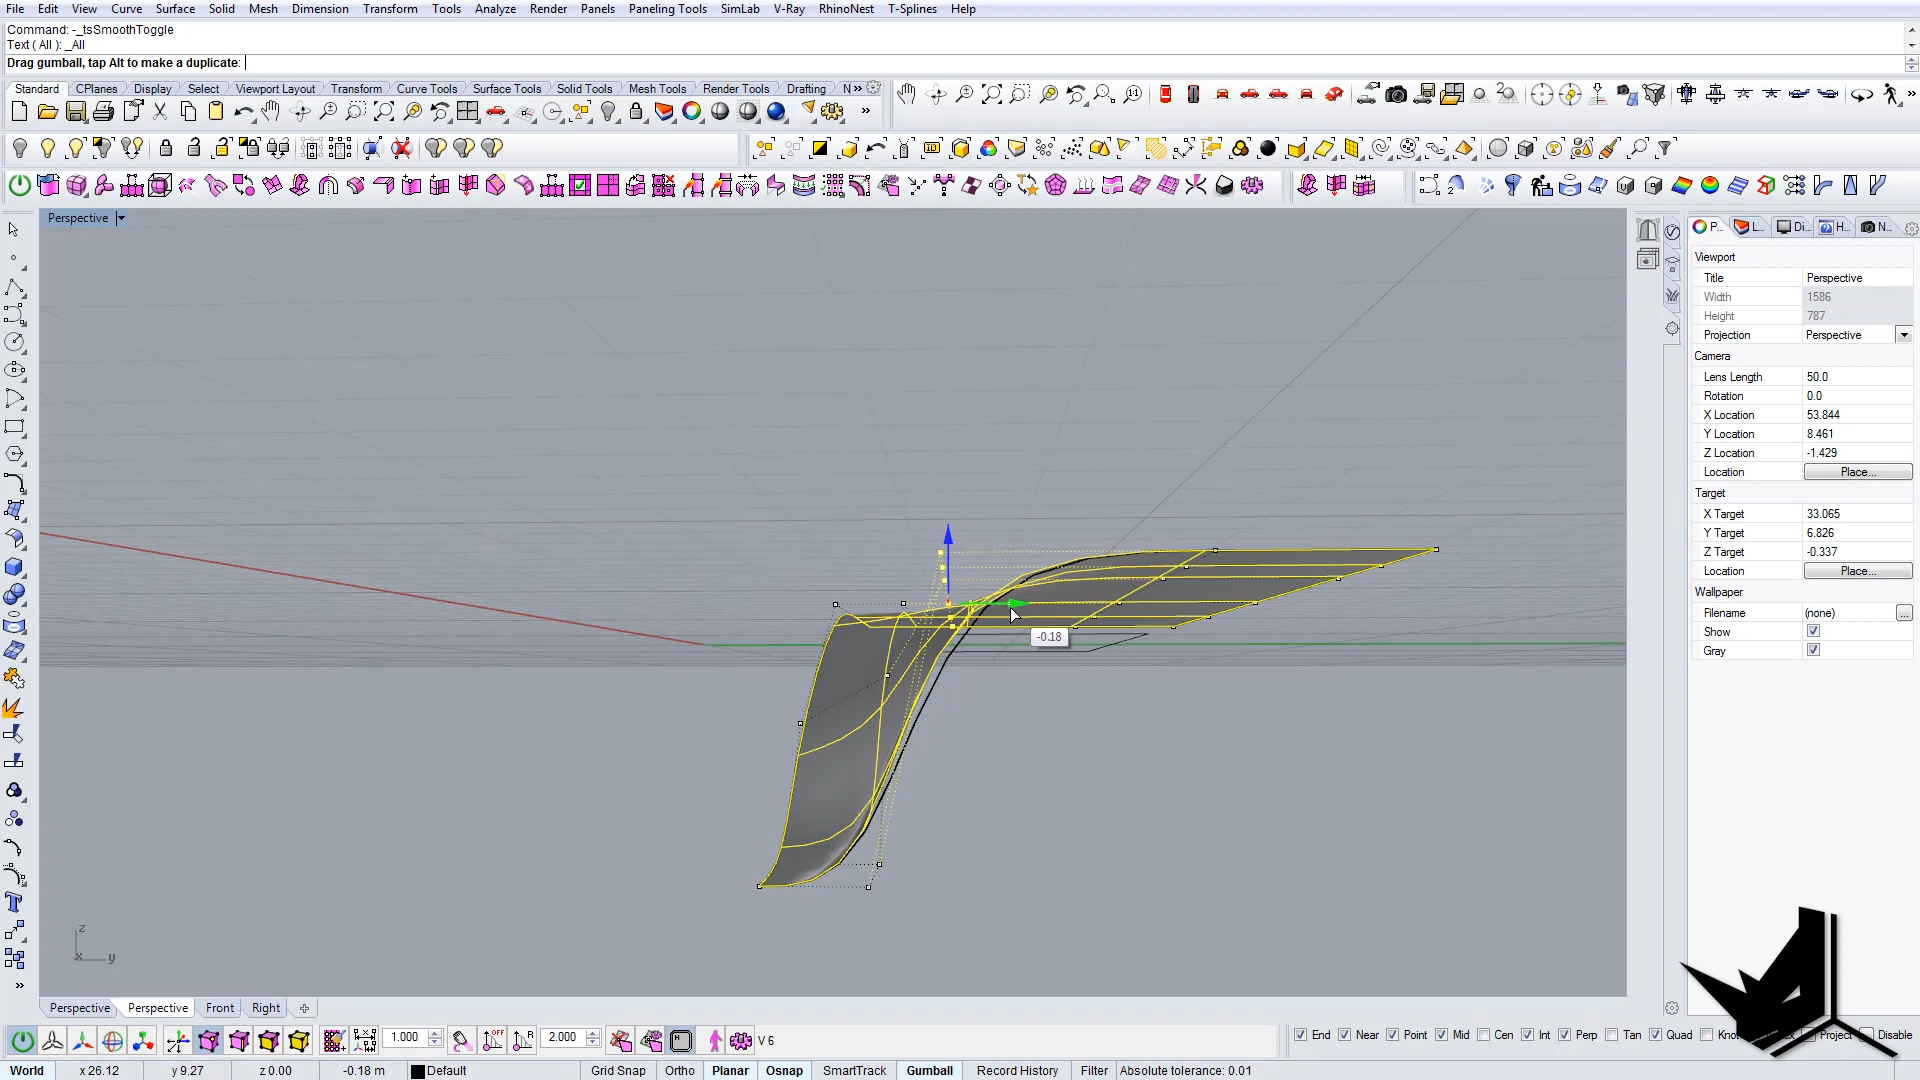 File Edit View Curve Surface Solid Mesh Dimension Transform Tools Analyze Render Panels Paneling Tools SimLab V-Ray RhinoNest T-Splines Help
Command: -_tsSmoothToggle
Text ( All ): _All
Drag gumball, tap Alt to make a duplicate:
Standard CPlanes Display Select Viewport Layout Transform Curve Tools Surface Tools Solid Tools Mesh Tools Render Tools Drafting N
Perspective
P... L... Di... H... N...
Viewport
Title Perspective
Width 1586
Height 787
Projection Perspective
Camera
Lens Length 50.0
Rotation 0.0
X Location 53.844
Y Location 8.461
Z Location -1.429
Location Place...
Target
X Target 33.065
Y Target 6.826
Z Target -0.337
Location Place...
Wallpaper
Filename (none) ...
Show
Gray
-0.18
z
x y
Perspective Perspective Front Right
1.000 2.000 V 6
End Near Point Mid Cen Int Perp Tan Quad Project Disable
World x 26.12 y 9.27 z 0.00 -0.18 m Default Grid Snap Ortho Planar Osnap SmartTrack Gumball Record History Filter Absolute tolerance: 0.01